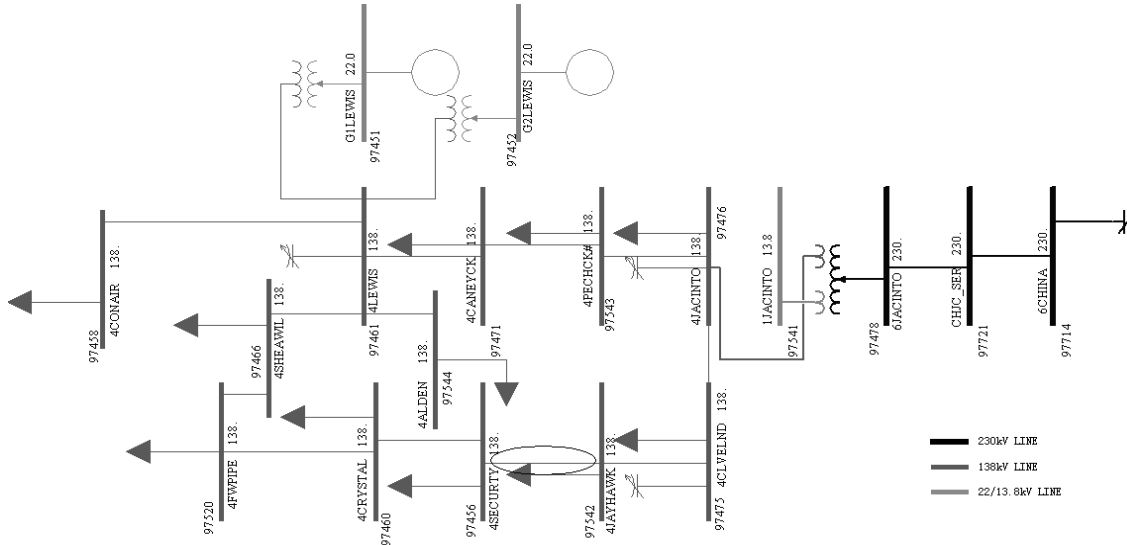 22.0
G1LEWIS
97451
22.0
G2LEWIS
97452
138.
4CONAIR
97458
138.
4LEWIS
97461
138.
4CANEYCK
97471
138.
4PECHCK#
97543
97476
138.
4JACINTO
13.8
1JACINTO
97541
230.
6JACINTO
97478
230.
CHJC_SER
97721
230.
6CHINA
97714
138.
4SHEAWIL
97466
138.
4ALDEN
97544
138.
4FWPIPE
97520
138.
4CRYSTAL
97460
138.
4SECURTY
97456
138.
4JAYHAWK
97542
138.
4CLVELND
97475
230kV LINE
138kV LINE
22/13.8kV LINE